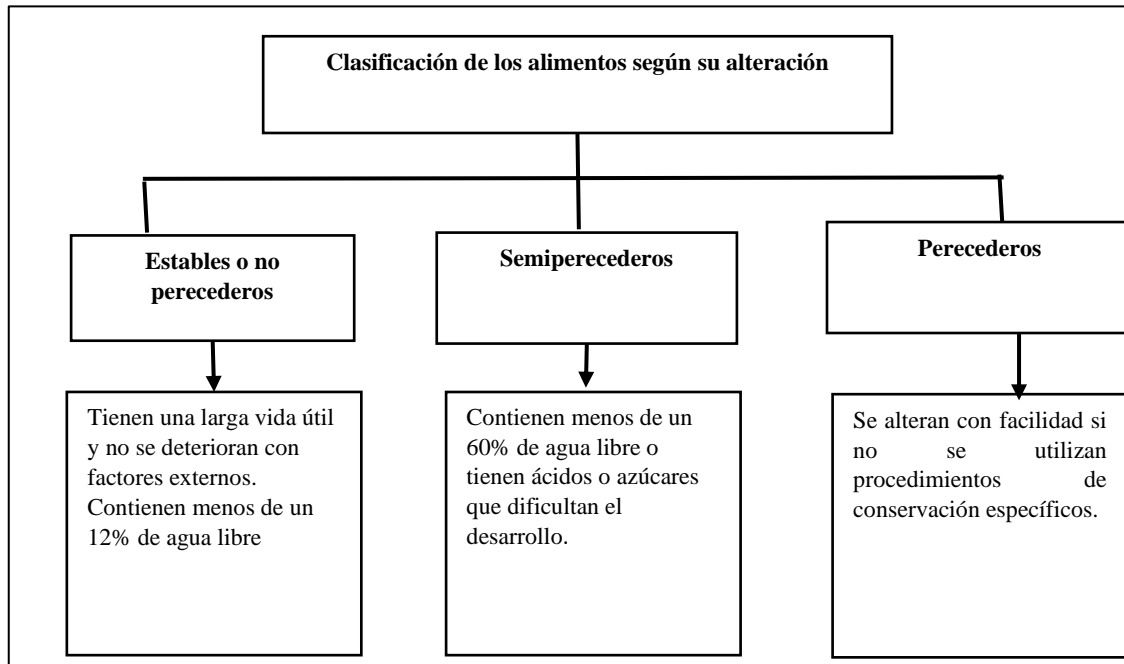 Clasificación de los alimentos según su alteración
Estables o no
perecederos
Semiperecederos
Perecederos
Tienen una larga vida útil
y no se deterioran con
factores externos.
Contienen menos de un
12% de agua libre
Contienen menos de un
60% de agua libre o
tienen ácidos o azúcares
que dificultan el
desarrollo.
Se alteran con facilidad si
no se utilizan
procedimientos de
conservación específicos.